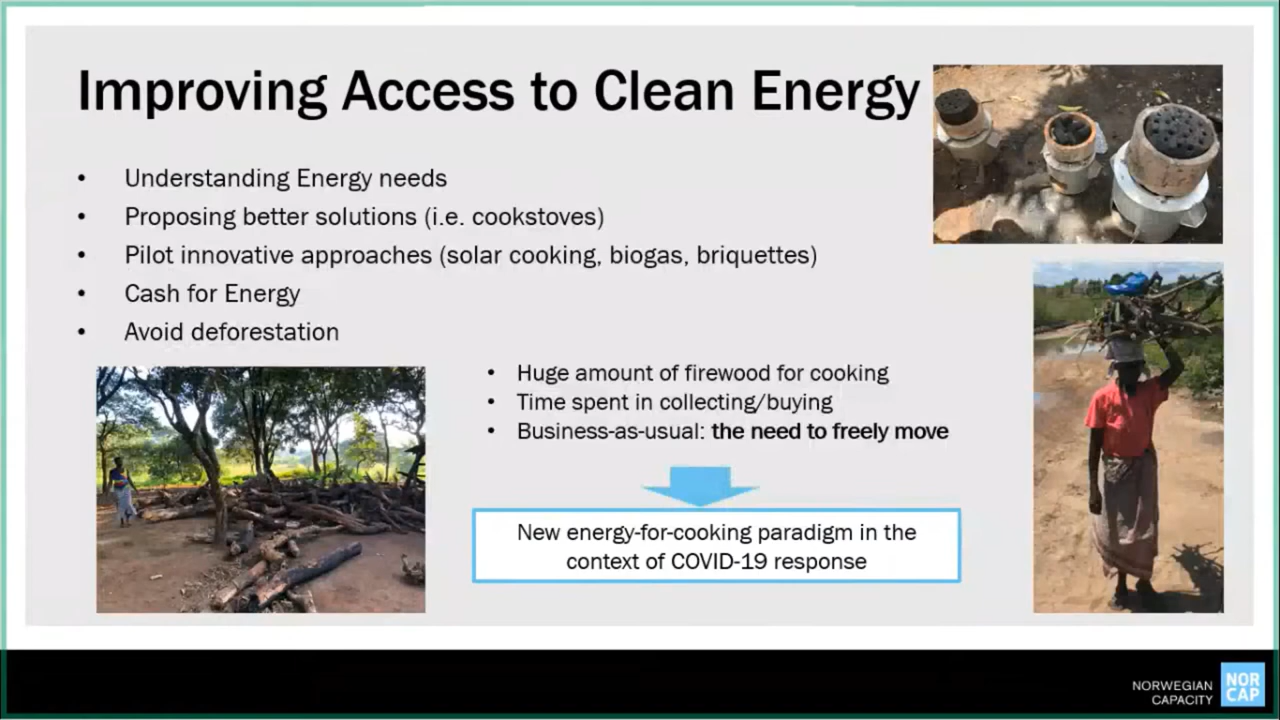 Improving Access to Clean Energy
• Understanding Energy needs
• Proposing better solutions (i.e. cookstoves)
• Pilot innovative approaches (solar cooking, biogas, briquettes)
• Cash for Energy
• Avoid deforestation
• Huge amount of firewood for cooking
• Time spent in collecting/buying
• Business-as-usual: the need to freely move
New energy-for-cooking paradigm in the
context of COVID-19 response
NORWEGIAN
CAPACITY
NOR
CAP